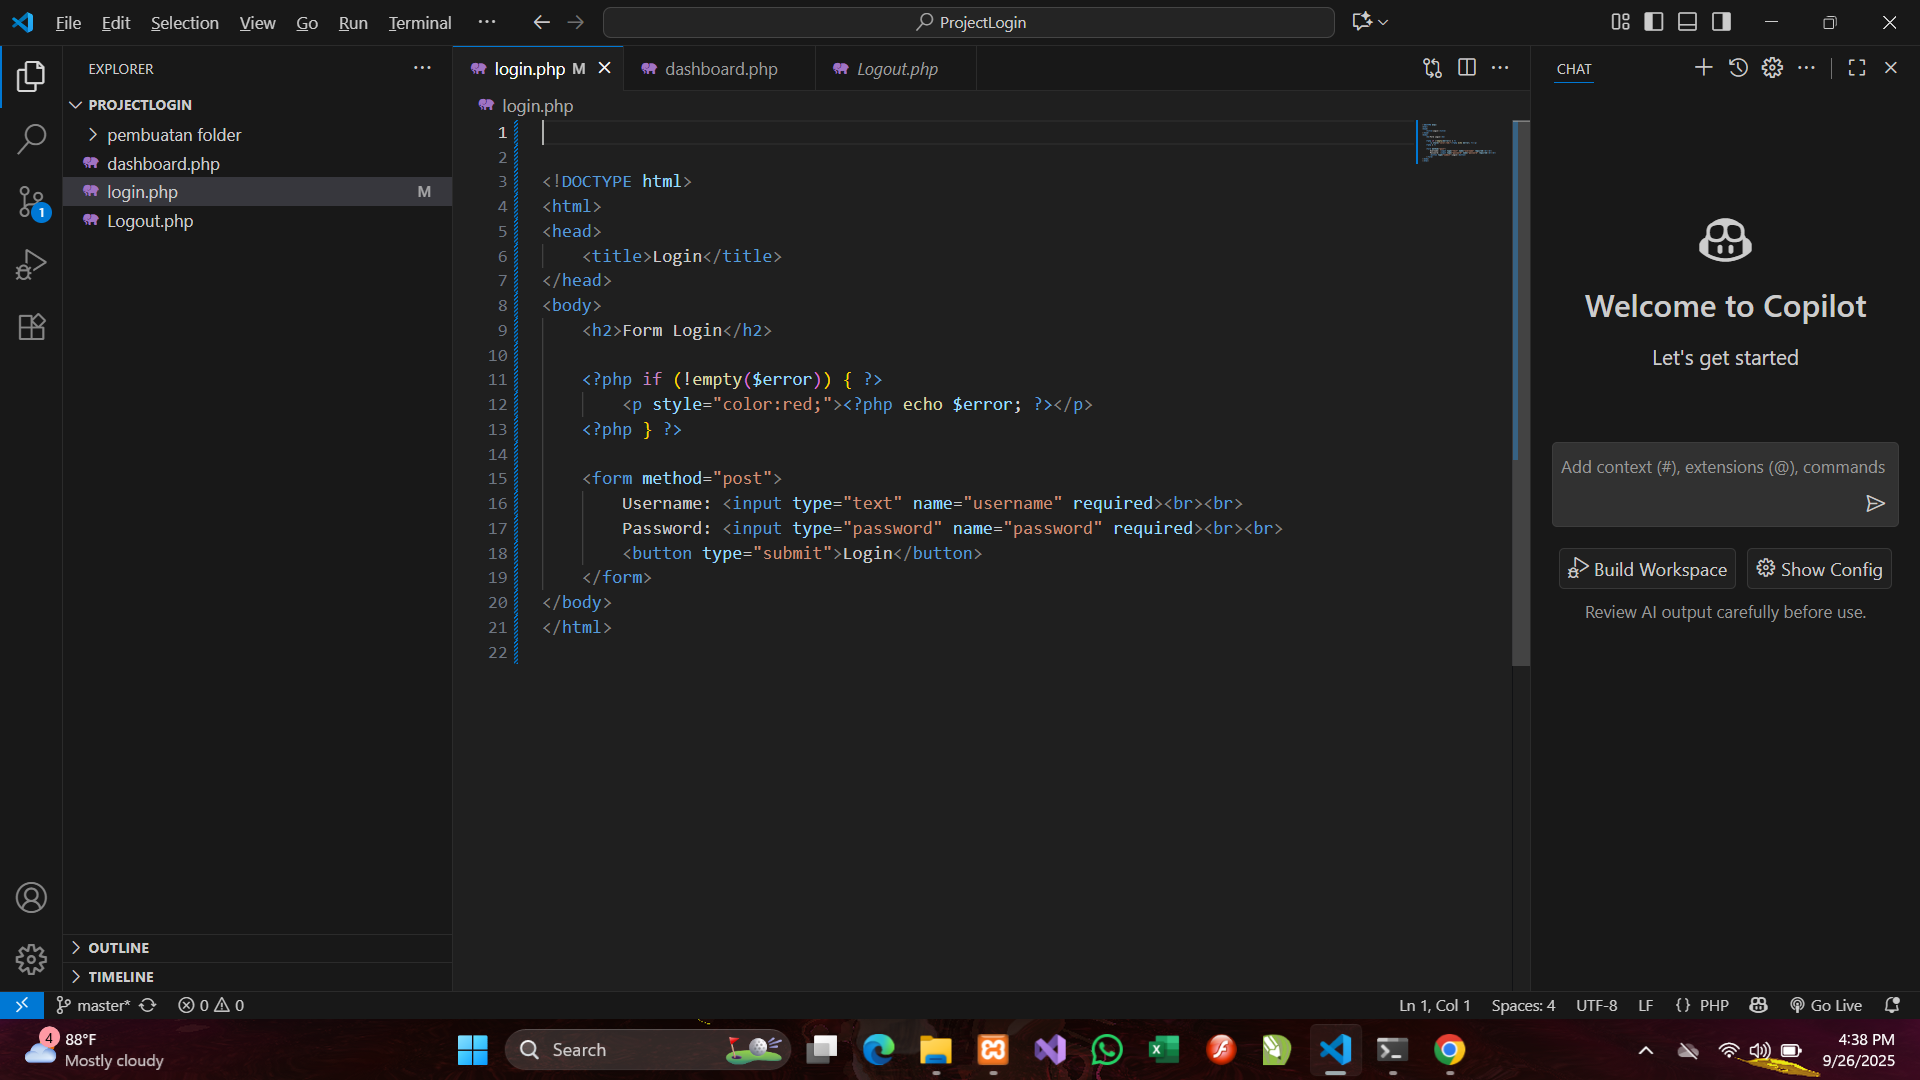 File Edit Selection View Go Run Terminal ··· ProjectLogin
EXPLORER
PROJECTLOGIN
pembuatan folder
dashboard.php
login.php M
Logout.php
OUTLINE
TIMELINE
login.php M dashboard.php Logout.php
login.php
1
2
3 <!DOCTYPE html>
4 <html>
5 <head>
6 <title>Login</title>
7 </head>
8 <body>
9 <h2>Form Login</h2>
10
11 <?php if (!empty($error)) { ?>
12 <p style="color:red;"><?php echo $error; ?></p>
13 <?php } ?>
14
15 <form method="post">
16 Username: <input type="text" name="username" required><br><br>
17 Password: <input type="password" name="password" required><br><br>
18 <button type="submit">Login</button>
19 </form>
20 </body>
21 </html>
22
CHAT
Welcome to Copilot
Let's get started
Add context (#), extensions (@), commands
Build Workspace Show Config
Review AI output carefully before use.
1
master* 0 0 Ln 1, Col 1 Spaces: 4 UTF-8 LF {} PHP Go Live
4
88°F
Mostly cloudy
Search
4:38 PM
9/26/2025